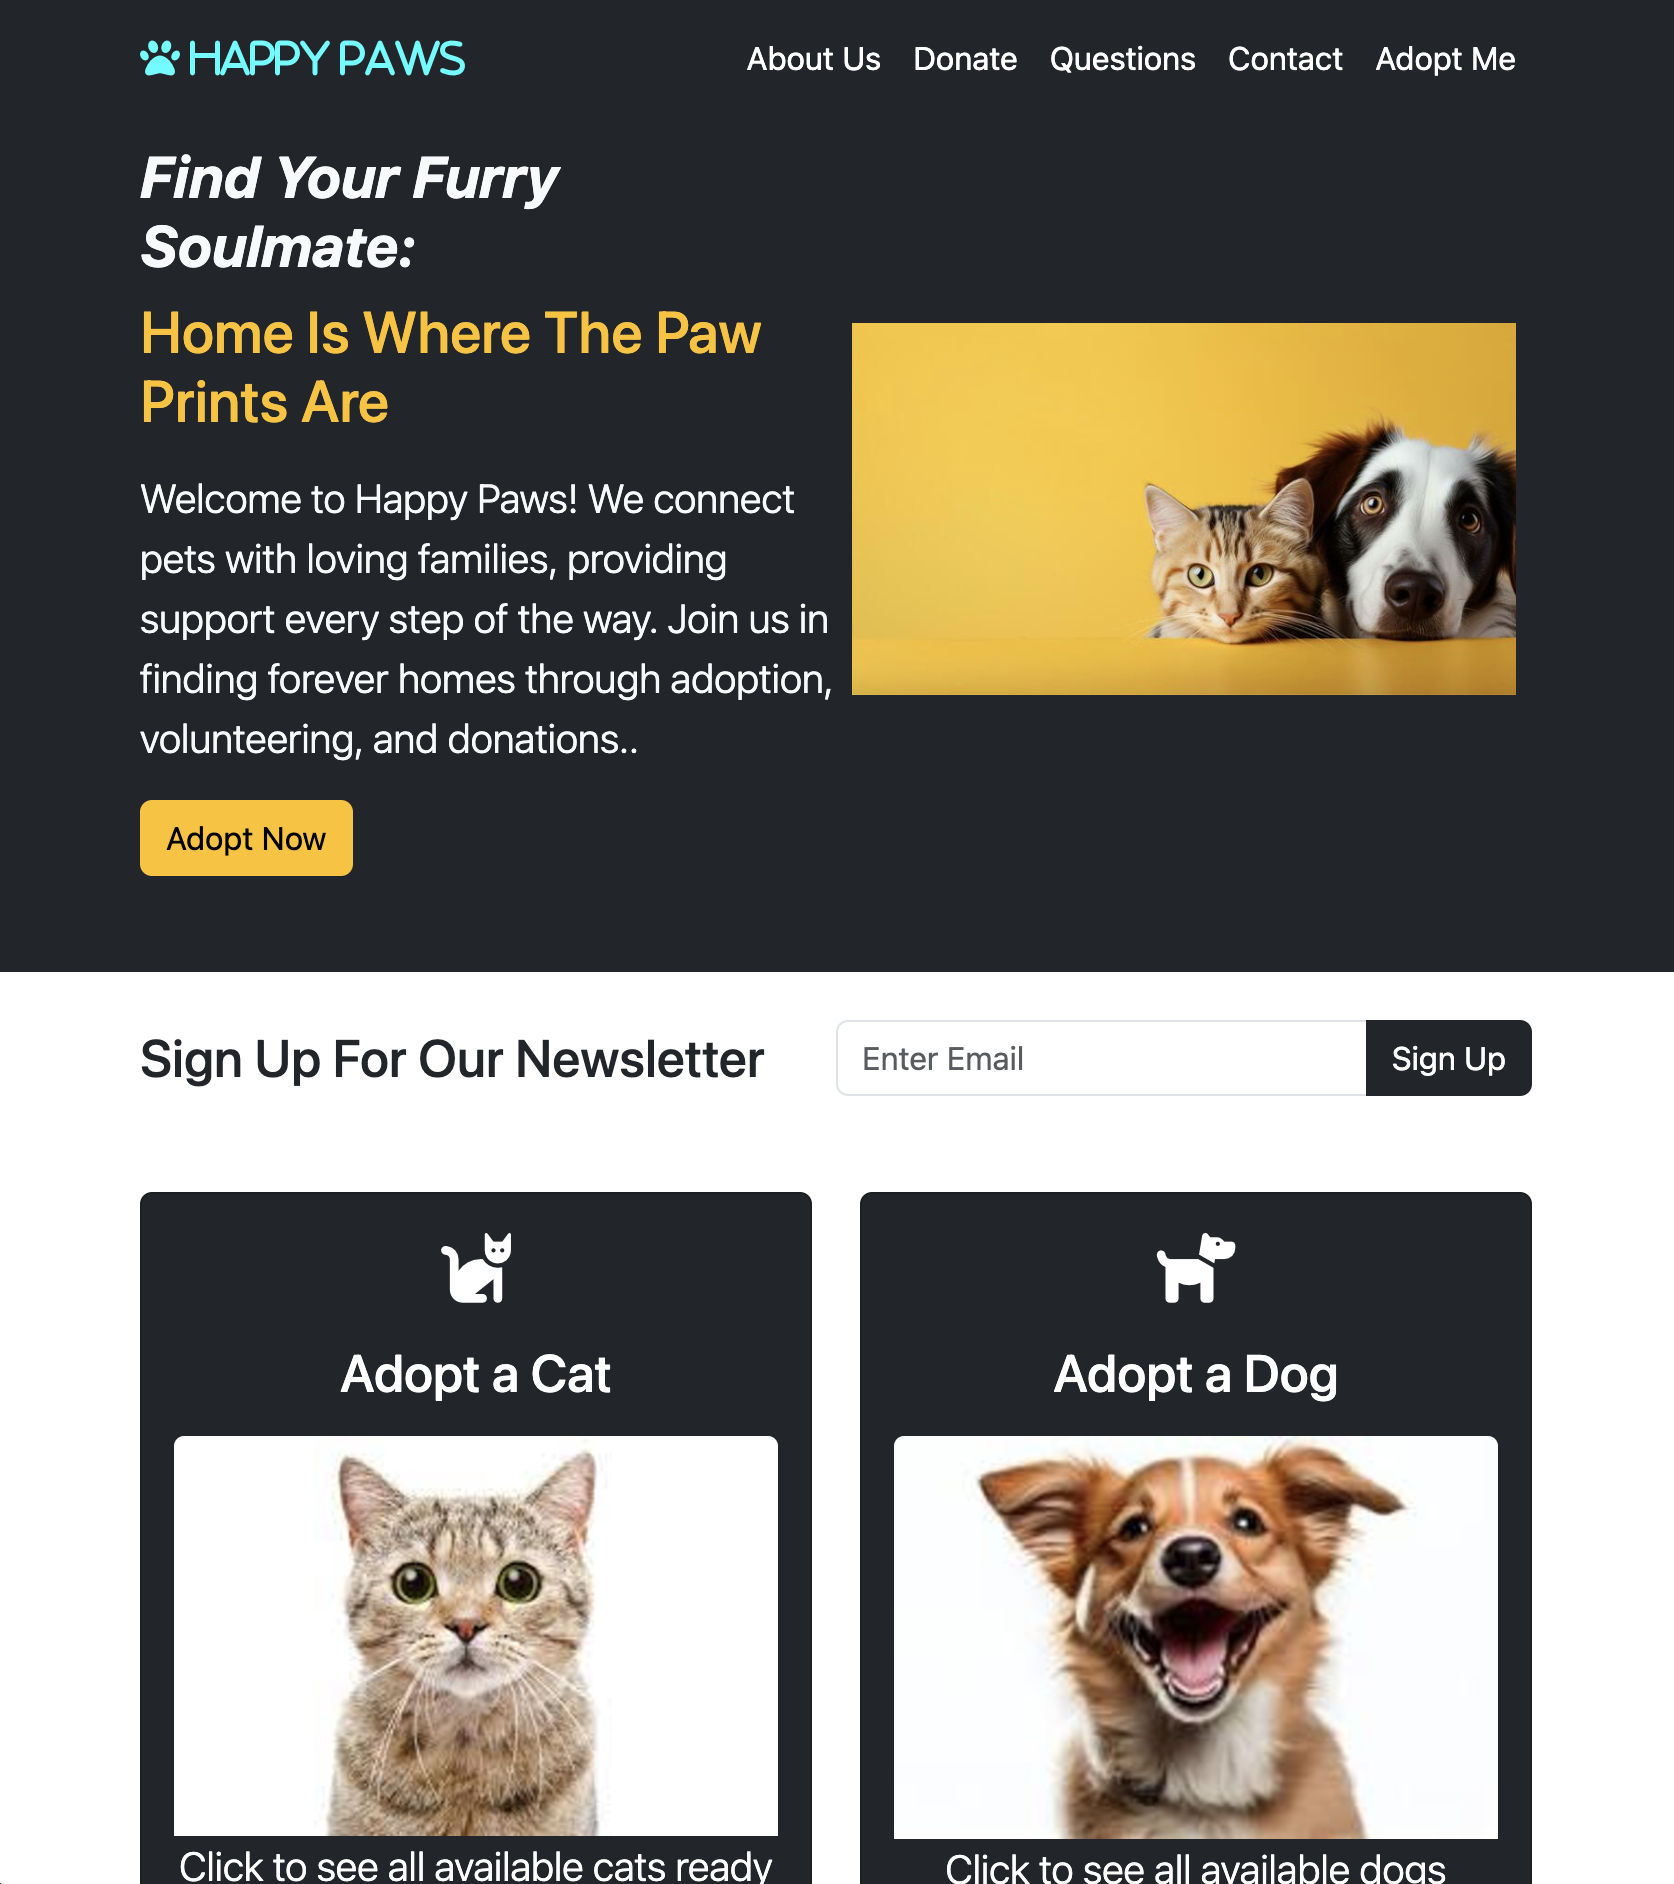 HAPPY PAWS
About Us Donate Questions Contact Adopt Me
Find Your Furry
Soulmate:
Home Is Where The Paw
Prints Are
Welcome to Happy Paws! We connect
pets with loving families, providing
support every step of the way. Join us in
finding forever homes through adoption,
volunteering, and donations..
Adopt Now
Sign Up For Our Newsletter
Enter Email
Sign Up
Adopt a Cat
Click to see all available cats ready
Adopt a Dog
Click to see all available dogs